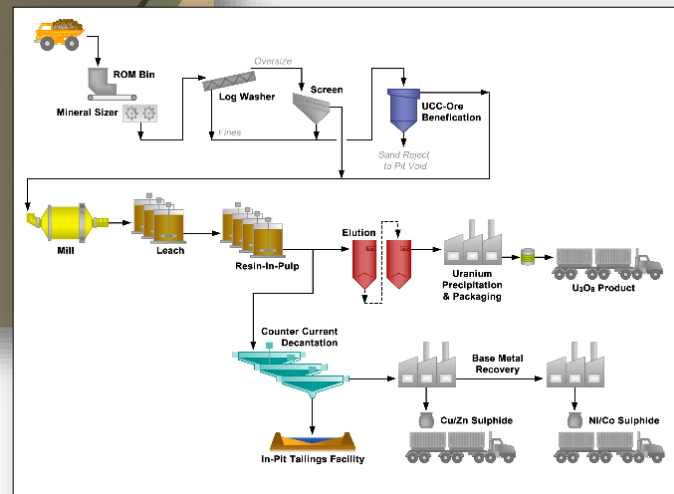 Oversize
ROM Bin
Screen
Log Washer
Mineral Sizer
UCC-Ore
Benefication
Fines
Sand Reject
to Pit Void
Elution
Mill
Leach
Resin-In-Pulp
Uranium
Precipitation
& Packaging
U₃O₈ Product
Counter Current
Decantation
Base Metal
Recovery
Cu/Zn Sulphide
Ni/Co Sulphide
In-Pit Tailings Facility